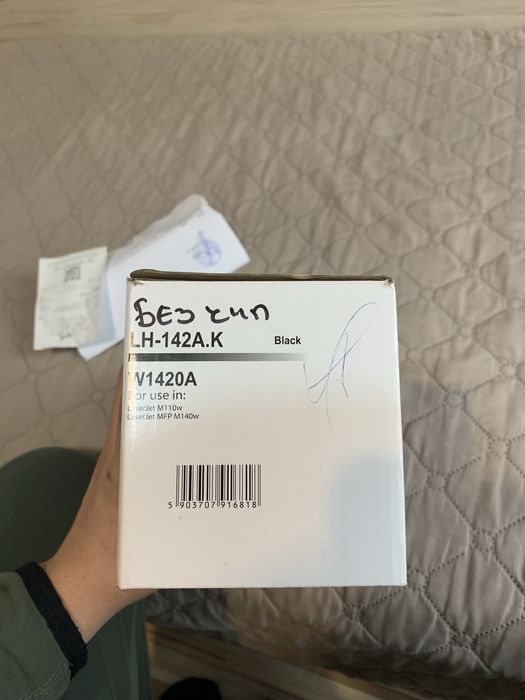 БЕЗ ЧИП
LH-142A.K
Black
W1420A
For use in:
LaserJet M110w
LaserJet MFP M140w
5 903707 916818